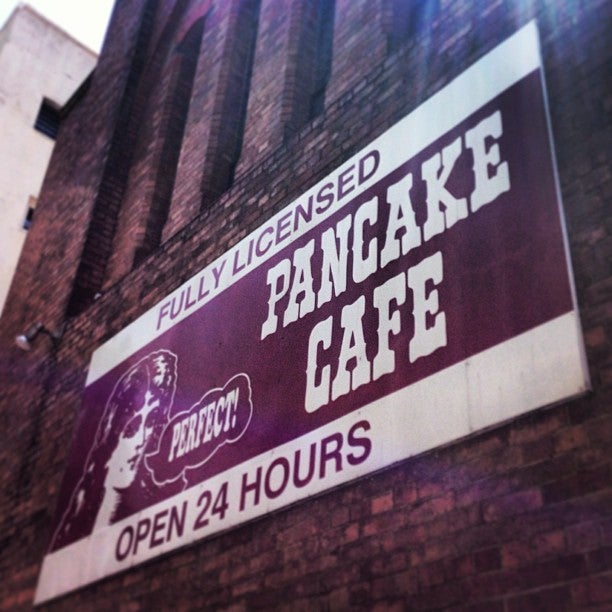 FULLY LICENSED
PANCAKE
CAFE
PERFECT!
OPEN 24 HOURS